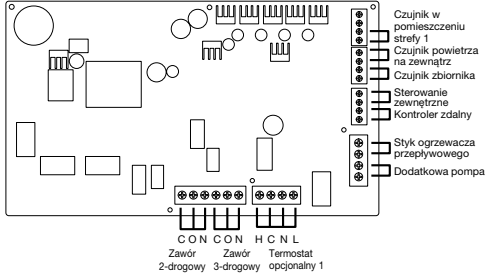 Czujnik w
pomieszczeniu
strefy 1
Czujnik powietrza
na zewnątrz
Czujnik zbiornika
Sterowanie
zewnętrzne
Kontroler zdalny
Styk ogrzewacza
przepływowego
Dodatkowa pompa
C O N C O N H C N L
Zawór Zawór Termostat
2-drogowy 3-drogowy opcjonalny 1